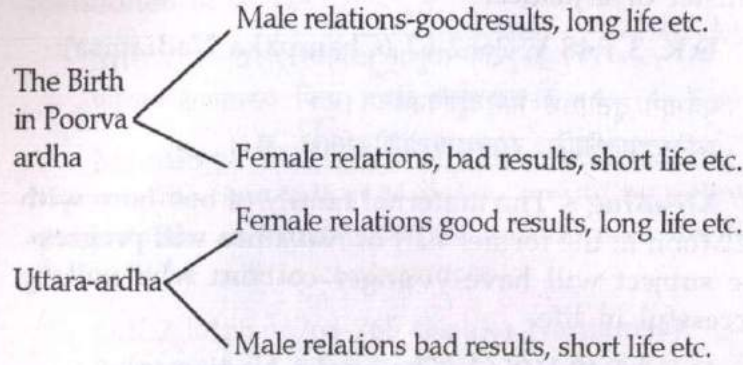 Male relations-goodresults, long life etc.
The Birth
in Poorva
ardha
Female relations, bad results, short life etc.
Female relations good results, long life etc.
Uttara-ardha
Male relations bad results, short life etc.